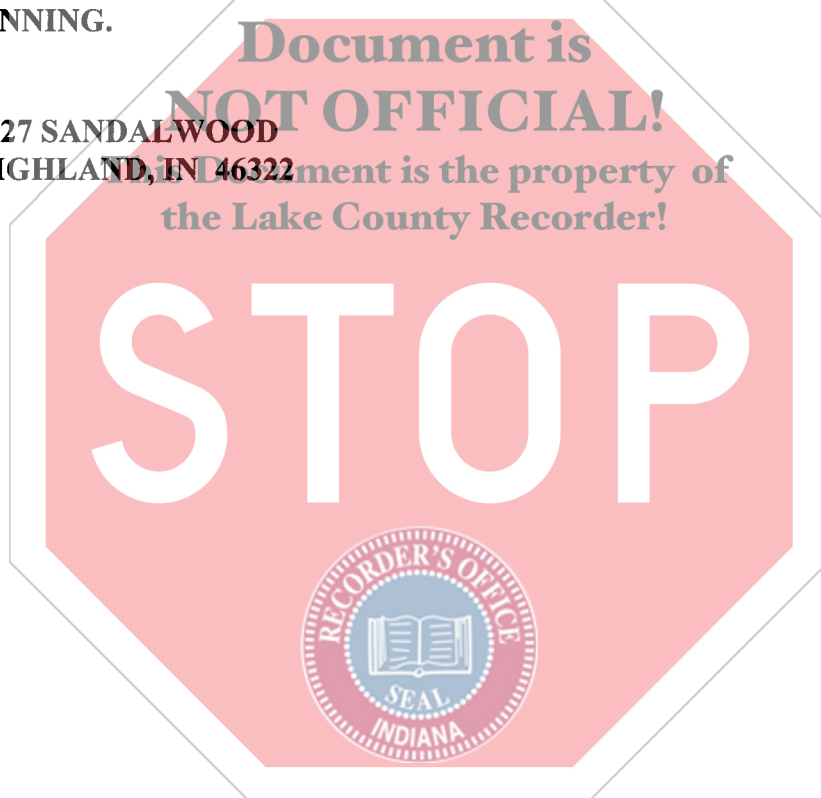 NNING.
Document is
NOT OFFICIAL!
27 SANDALWOOD
IGHLAND, IN 46322
This Document is the property of
the Lake County Recorder!
STOP
RECORDER'S OFFICE
SEAL
INDIANA